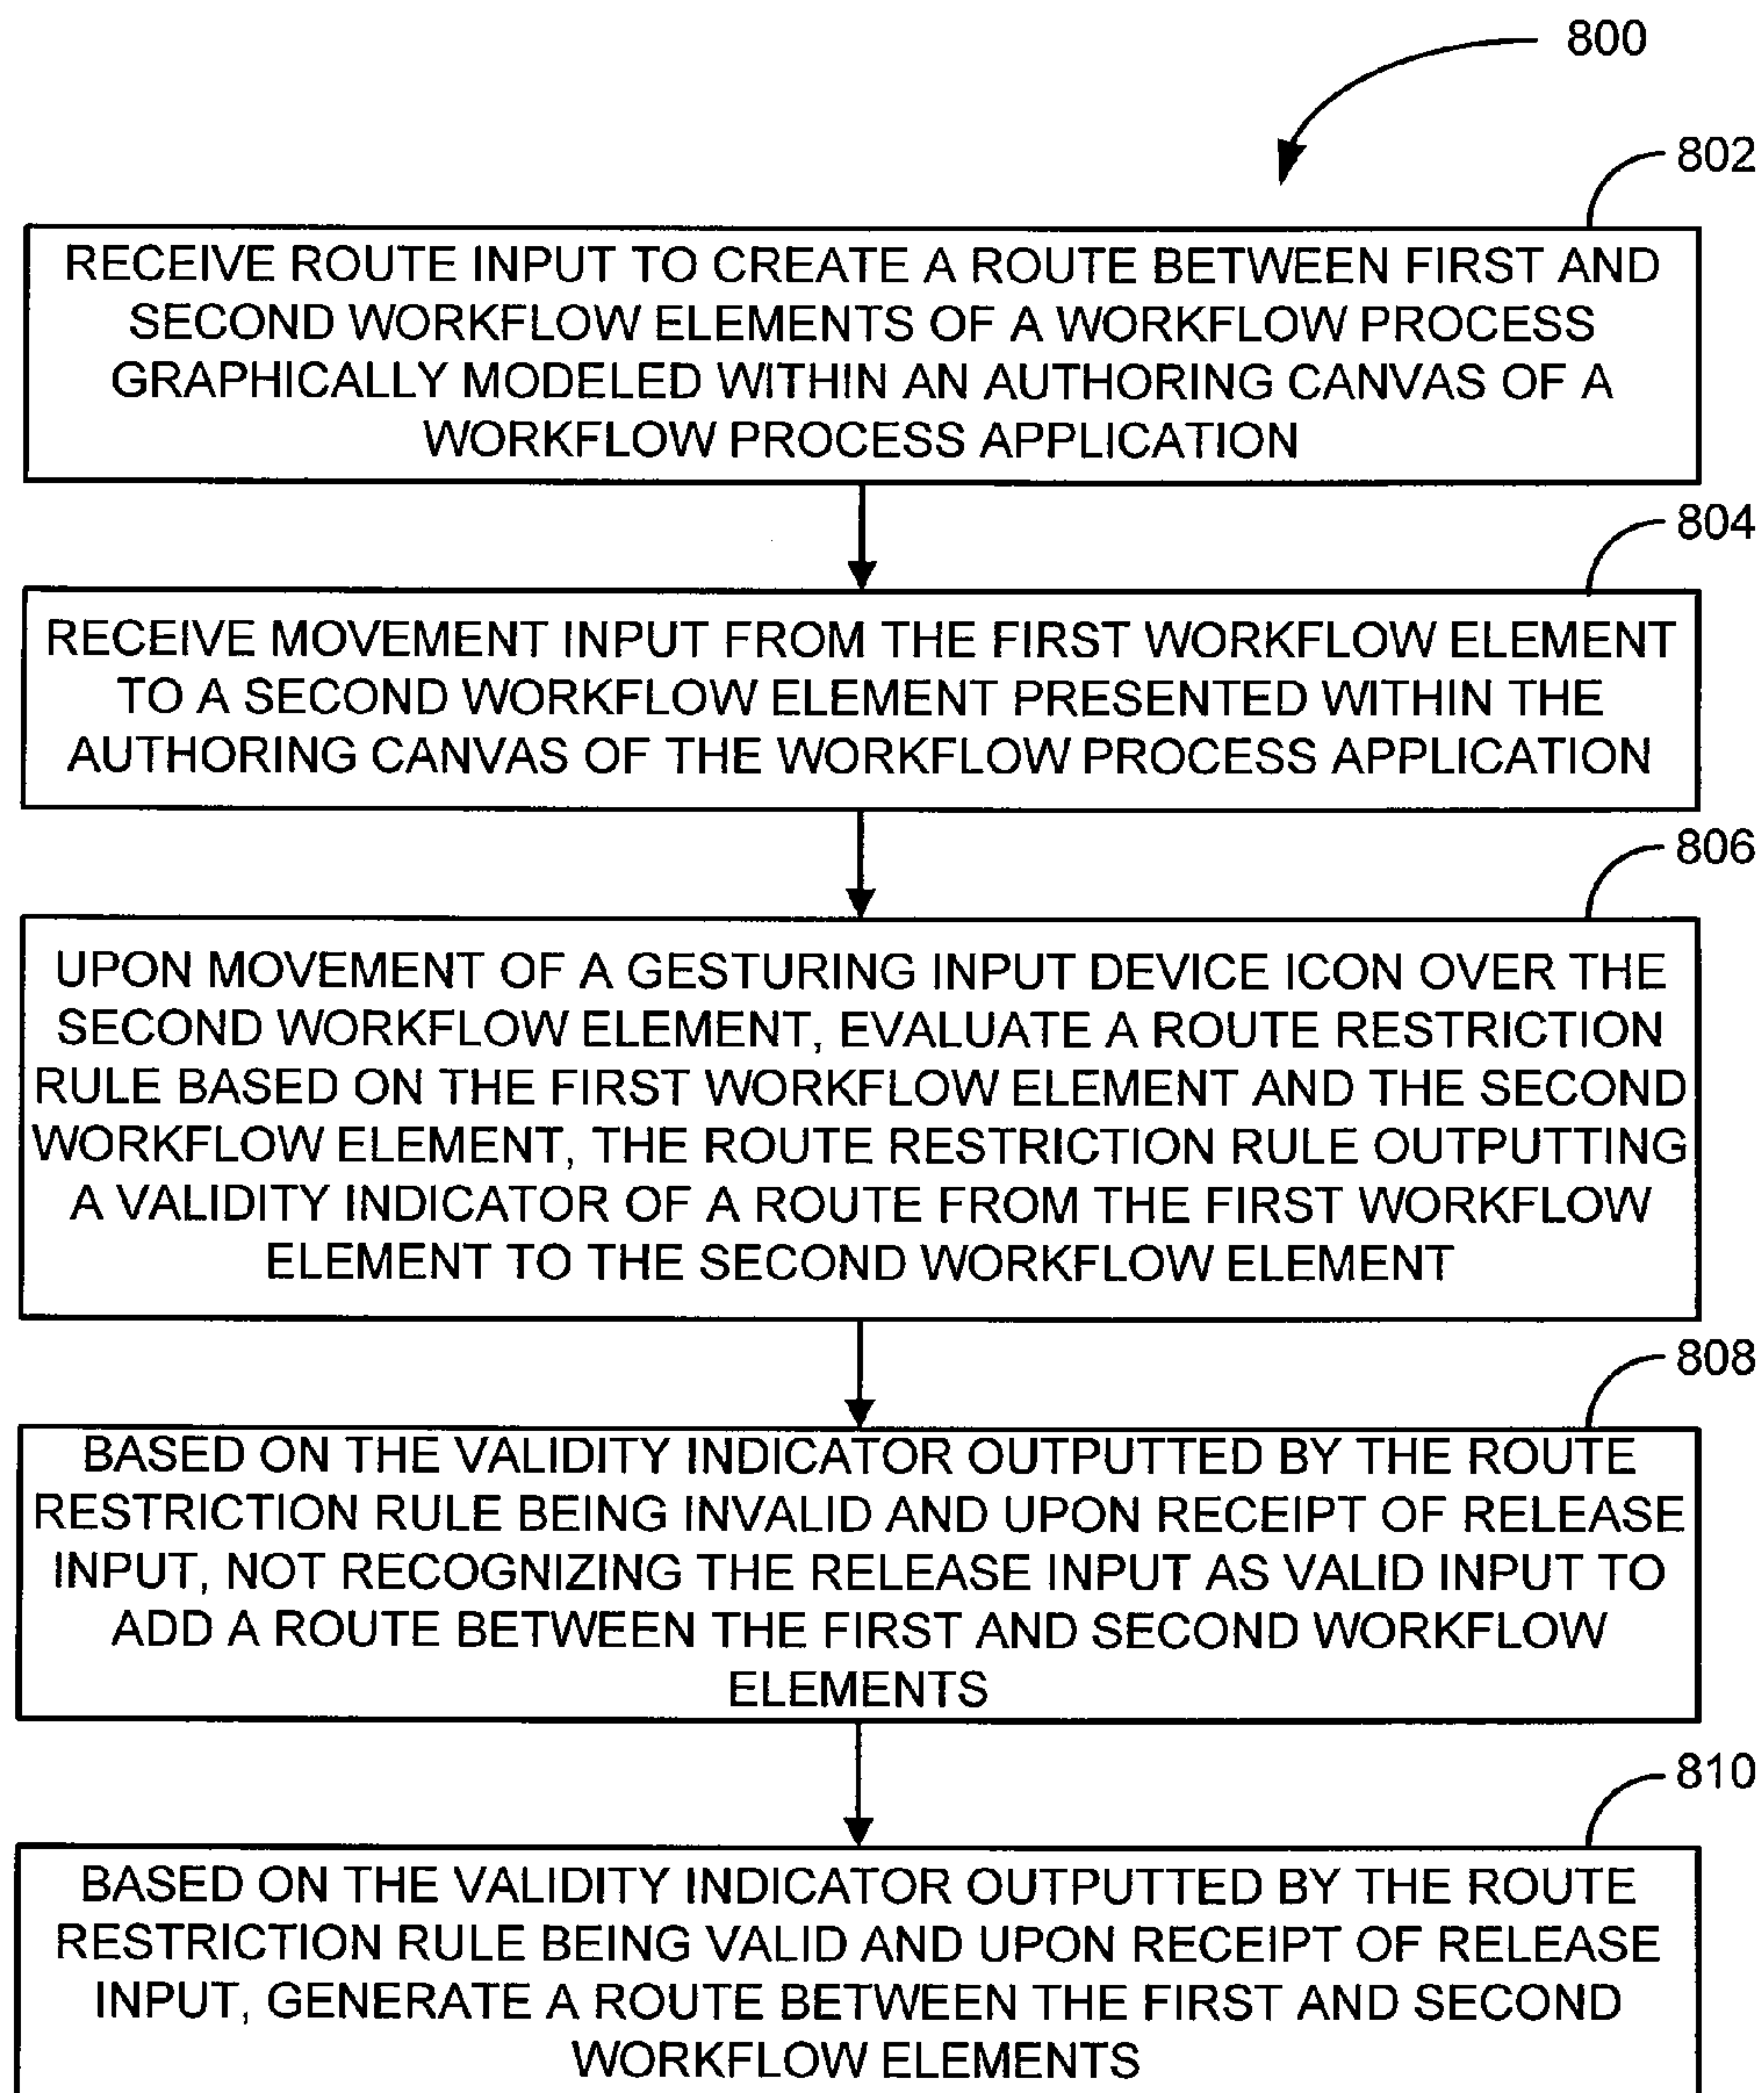 800
802
RECEIVE ROUTE INPUT TO CREATE A ROUTE BETWEEN FIRST AND
SECOND WORKFLOW ELEMENTS OF A WORKFLOW PROCESS
GRAPHICALLY MODELED WITHIN AN AUTHORING CANVAS OF A
WORKFLOW PROCESS APPLICATION
804
RECEIVE MOVEMENT INPUT FROM THE FIRST WORKFLOW ELEMENT
TO A SECOND WORKFLOW ELEMENT PRESENTED WITHIN THE
AUTHORING CANVAS OF THE WORKFLOW PROCESS APPLICATION
806
UPON MOVEMENT OF A GESTURING INPUT DEVICE ICON OVER THE
SECOND WORKFLOW ELEMENT, EVALUATE A ROUTE RESTRICTION
RULE BASED ON THE FIRST WORKFLOW ELEMENT AND THE SECOND
WORKFLOW ELEMENT, THE ROUTE RESTRICTION RULE OUTPUTTING
A VALIDITY INDICATOR OF A ROUTE FROM THE FIRST WORKFLOW
ELEMENT TO THE SECOND WORKFLOW ELEMENT
808
BASED ON THE VALIDITY INDICATOR OUTPUTTED BY THE ROUTE
RESTRICTION RULE BEING INVALID AND UPON RECEIPT OF RELEASE
INPUT, NOT RECOGNIZING THE RELEASE INPUT AS VALID INPUT TO
ADD A ROUTE BETWEEN THE FIRST AND SECOND WORKFLOW
ELEMENTS
810
BASED ON THE VALIDITY INDICATOR OUTPUTTED BY THE ROUTE
RESTRICTION RULE BEING VALID AND UPON RECEIPT OF RELEASE
INPUT, GENERATE A ROUTE BETWEEN THE FIRST AND SECOND
WORKFLOW ELEMENTS